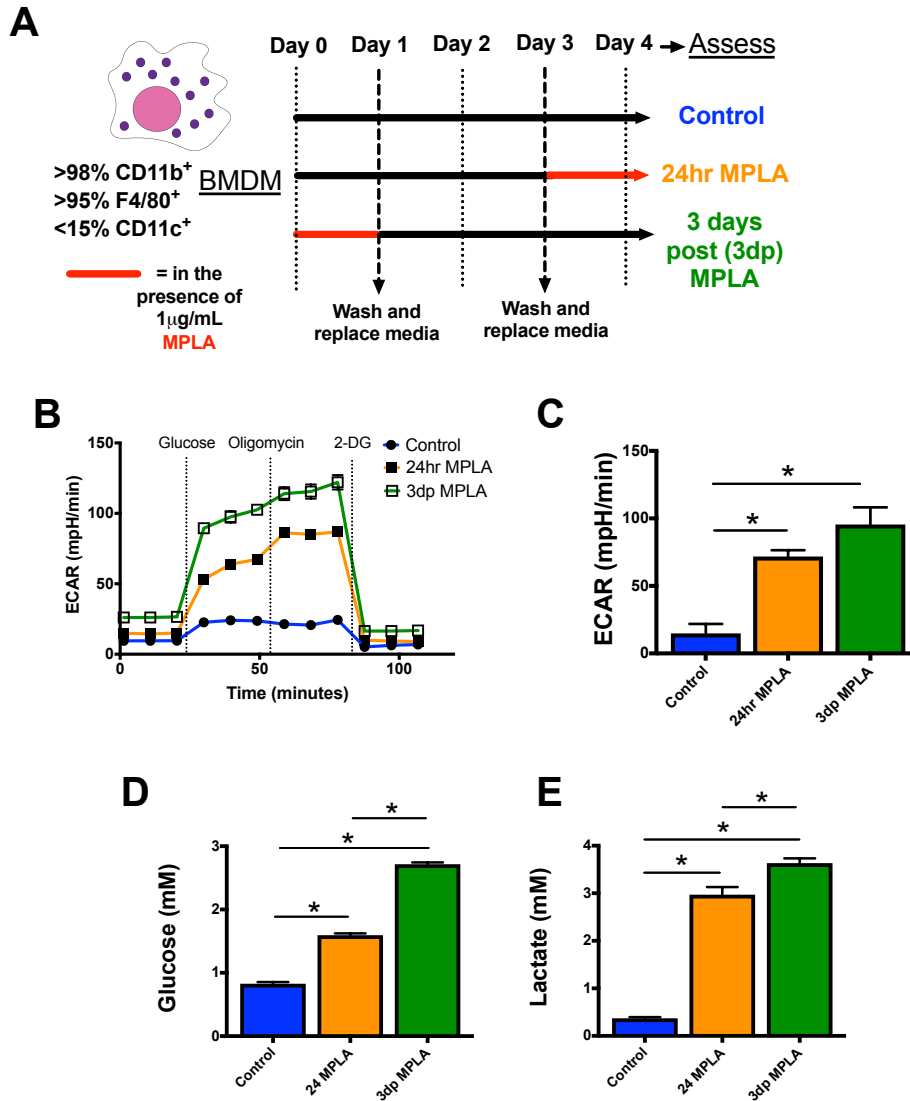 A
Day 0 Day 1 Day 2 Day 3 Day 4 Assess
Control
>98% CD11b+
>95% F4/80+
<15% CD11c+
BMDM
24hr MPLA
3 days
post (3dp)
MPLA
= in the
presence of
1μg/mL
MPLA
Wash and
replace media
Wash and
replace media
B
Glucose Oligomycin 2-DG
Control
24hr MPLA
3dp MPLA
ECAR (mpH/min)
150
100
50
0
0 50 100
Time (minutes)
C
*
*
ECAR (mpH/min)
150
100
50
0
Control
24hr MPLA
3dp MPLA
D
*
*
*
Glucose (mM)
3
2
1
0
Control
24 MPLA
3dp MPLA
E
*
*
*
Lactate (mM)
4
3
2
1
0
Control
24 MPLA
3dp MPLA